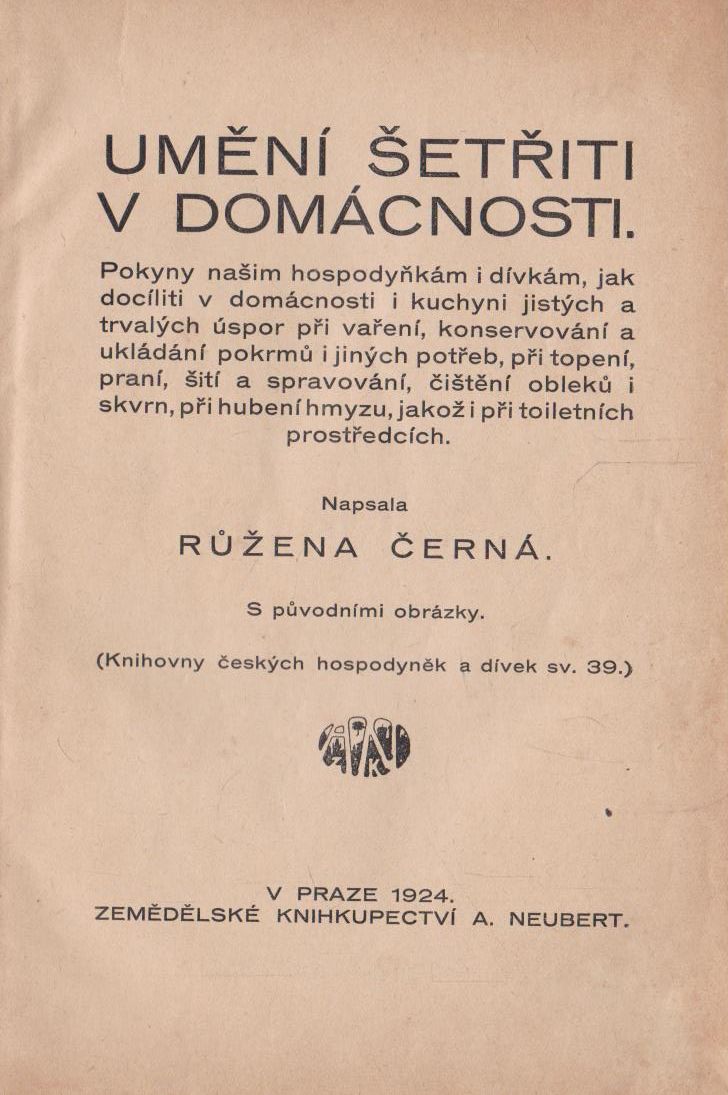 UMĚNÍ ŠETŘITI
V DOMÁCNOSTI.
Pokyny našim hospodyňkám i dívkám, jak
docíliti v domácnosti i kuchyni jistých a
trvalých úspor při vaření, konservování a
ukládání pokrmů i jiných potřeb, při topení,
praní, šití a spravování, čištění obleků i
skvrn, při hubení hmyzu, jakož i při toiletních
prostředcích.
Napsala
RŮŽENA ČERNÁ.
S původními obrázky.
(Knihovny českých hospodyněk a dívek sv. 39.)
V PRAZE 1924.
ZEMĚDĚLSKÉ KNIHKUPECTVÍ A. NEUBERT.